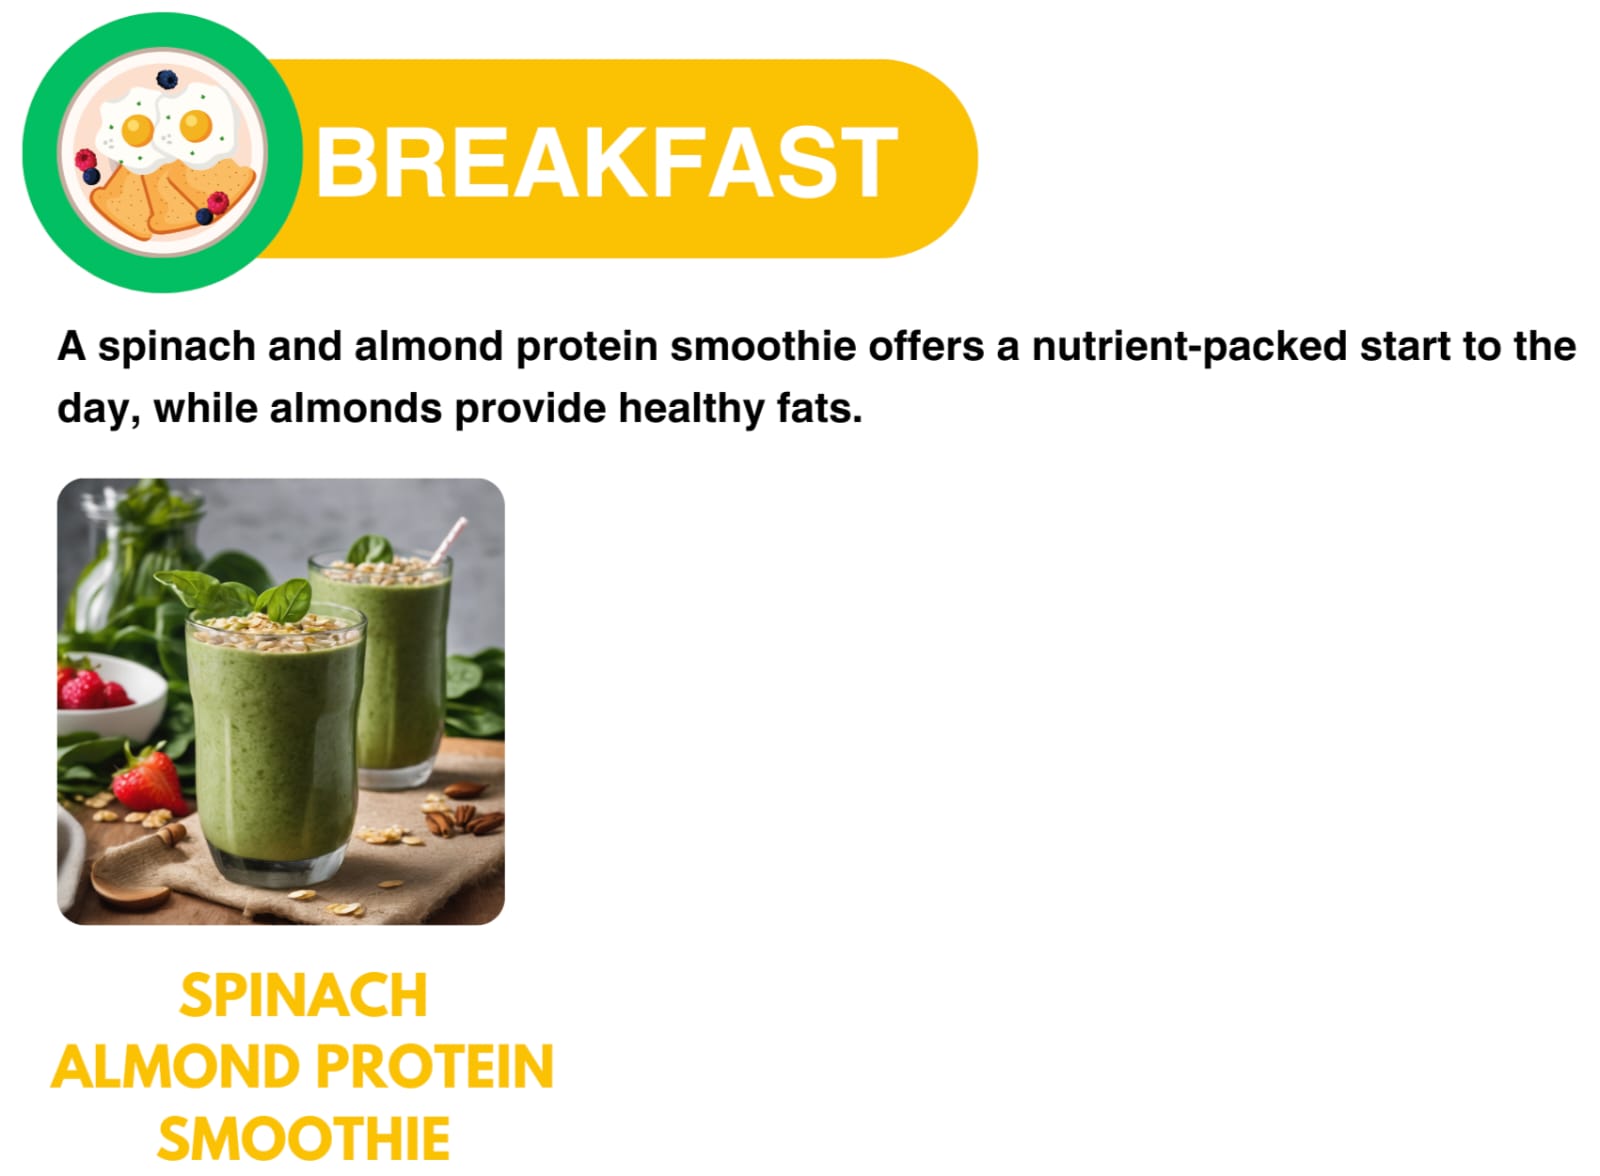 BREAKFAST
A spinach and almond protein smoothie offers a nutrient-packed start to the
day, while almonds provide healthy fats.
SPINACH
ALMOND PROTEIN
SMOOTHIE